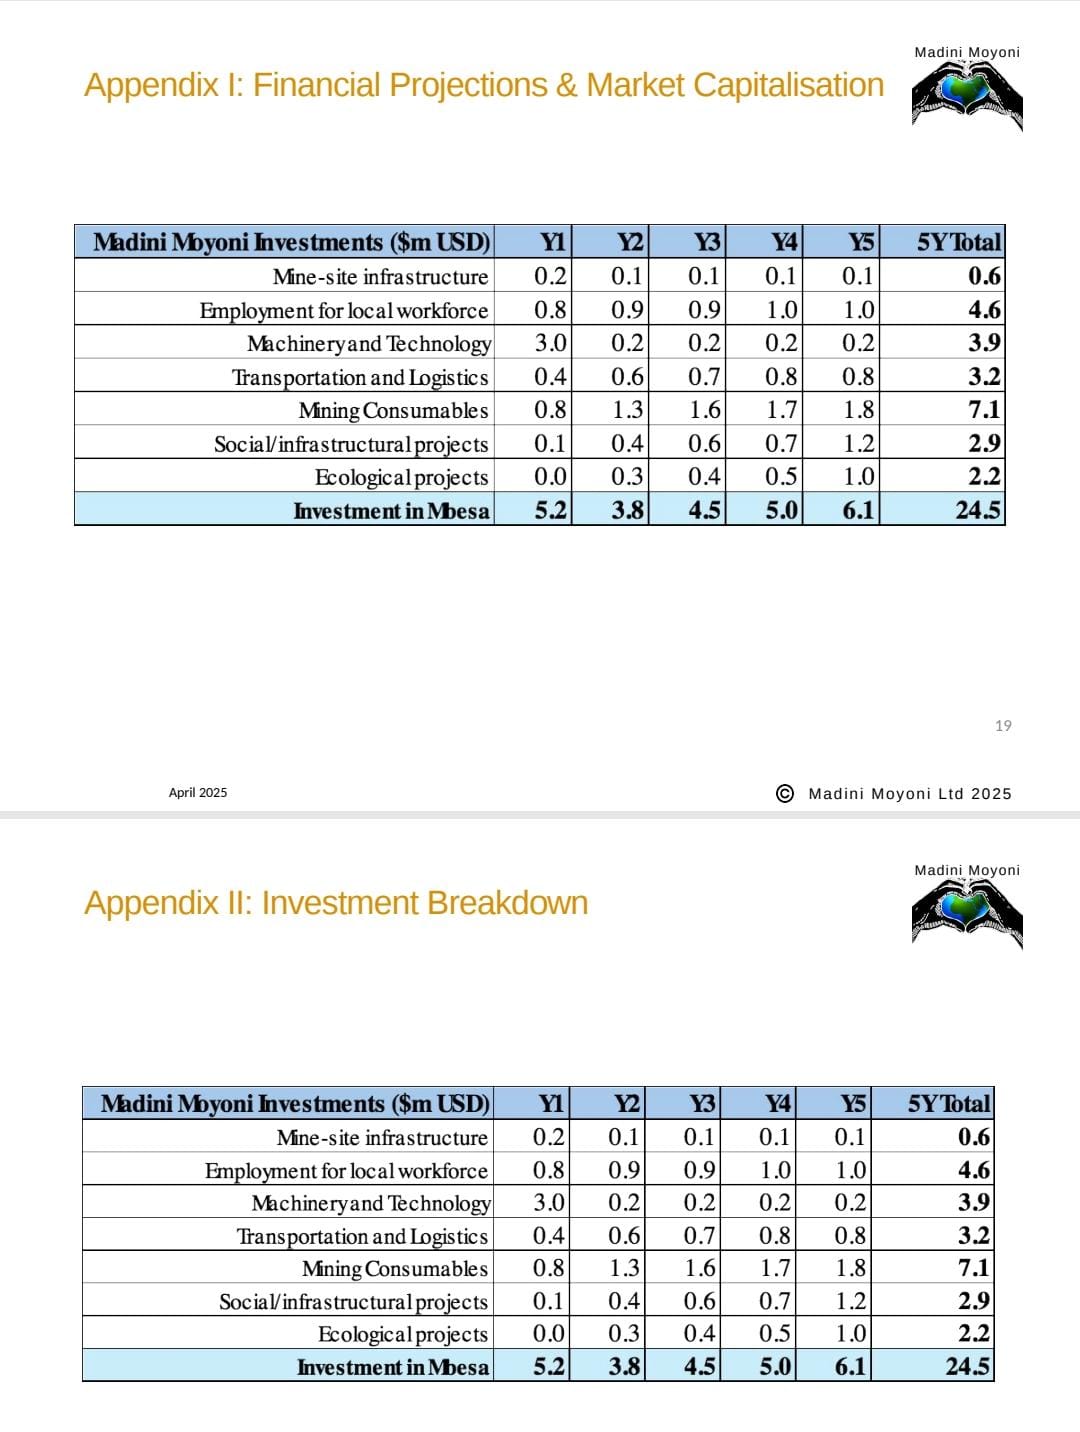 Madini Moyoni
Appendix I: Financial Projections & Market Capitalisation
Madini Moyoni Investments ($m USD) Y1 Y2 Y3 Y4 Y5 5Y Total
Mine-site infrastructure 0.2 0.1 0.1 0.1 0.1 0.6
Employment for local workforce 0.8 0.9 0.9 1.0 1.0 4.6
Machinery and Technology 3.0 0.2 0.2 0.2 0.2 3.9
Transportation and Logistics 0.4 0.6 0.7 0.8 0.8 3.2
Mining Consumables 0.8 1.3 1.6 1.7 1.8 7.1
Social/infrastructural projects 0.1 0.4 0.6 0.7 1.2 2.9
Ecological projects 0.0 0.3 0.4 0.5 1.0 2.2
Investment in Mbesa 5.2 3.8 4.5 5.0 6.1 24.5
19
April 2025 © Madini Moyoni Ltd 2025
Madini Moyoni
Appendix II: Investment Breakdown
Madini Moyoni Investments ($m USD) Y1 Y2 Y3 Y4 Y5 5Y Total
Mine-site infrastructure 0.2 0.1 0.1 0.1 0.1 0.6
Employment for local workforce 0.8 0.9 0.9 1.0 1.0 4.6
Machinery and Technology 3.0 0.2 0.2 0.2 0.2 3.9
Transportation and Logistics 0.4 0.6 0.7 0.8 0.8 3.2
Mining Consumables 0.8 1.3 1.6 1.7 1.8 7.1
Social/infrastructural projects 0.1 0.4 0.6 0.7 1.2 2.9
Ecological projects 0.0 0.3 0.4 0.5 1.0 2.2
Investment in Mbesa 5.2 3.8 4.5 5.0 6.1 24.5